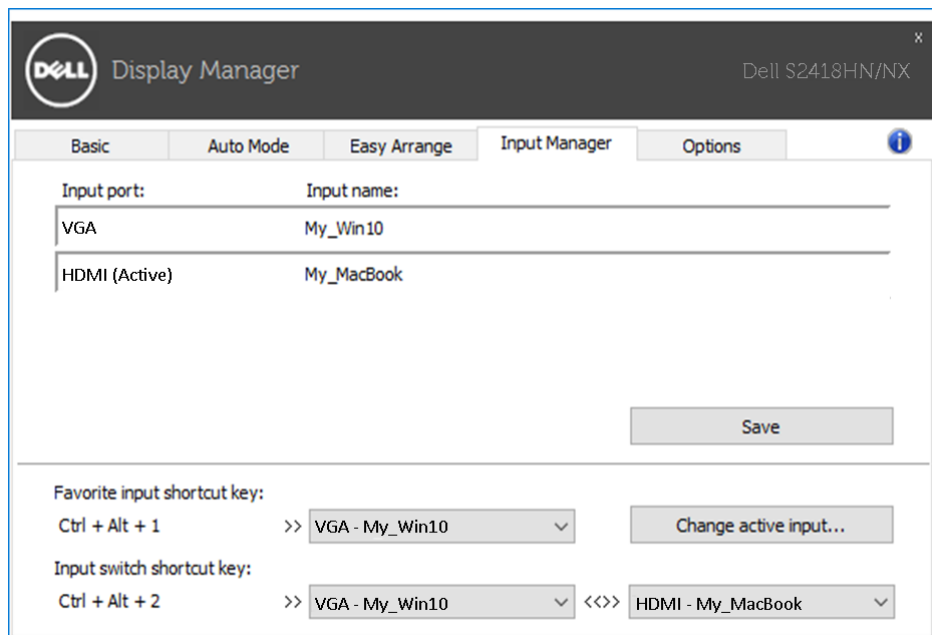 x
DELL Display Manager Dell S2418HN/NX
Basic Auto Mode Easy Arrange Input Manager Options i
Input port: Input name:
VGA My_Win10
HDMI (Active) My_MacBook
Save
Favorite input shortcut key:
Ctrl + Alt + 1 >> VGA - My_Win10 Change active input...
Input switch shortcut key:
Ctrl + Alt + 2 >> VGA - My_Win10 <<>> HDMI - My_MacBook